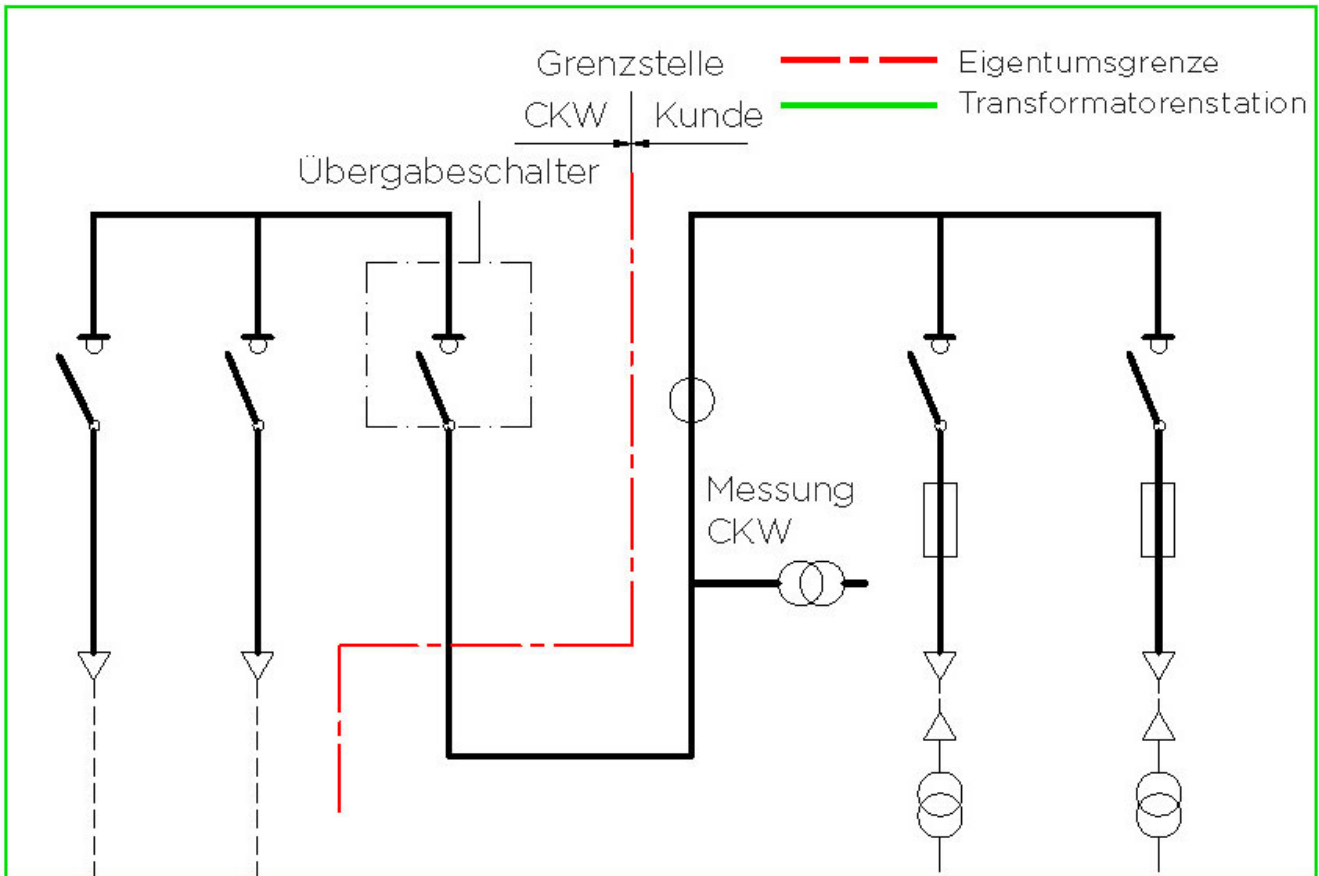 Grenzstelle
CKW Kunde
Eigentumsgrenze
Transformatorenstation
Übergabeschalter
Messung
CKW